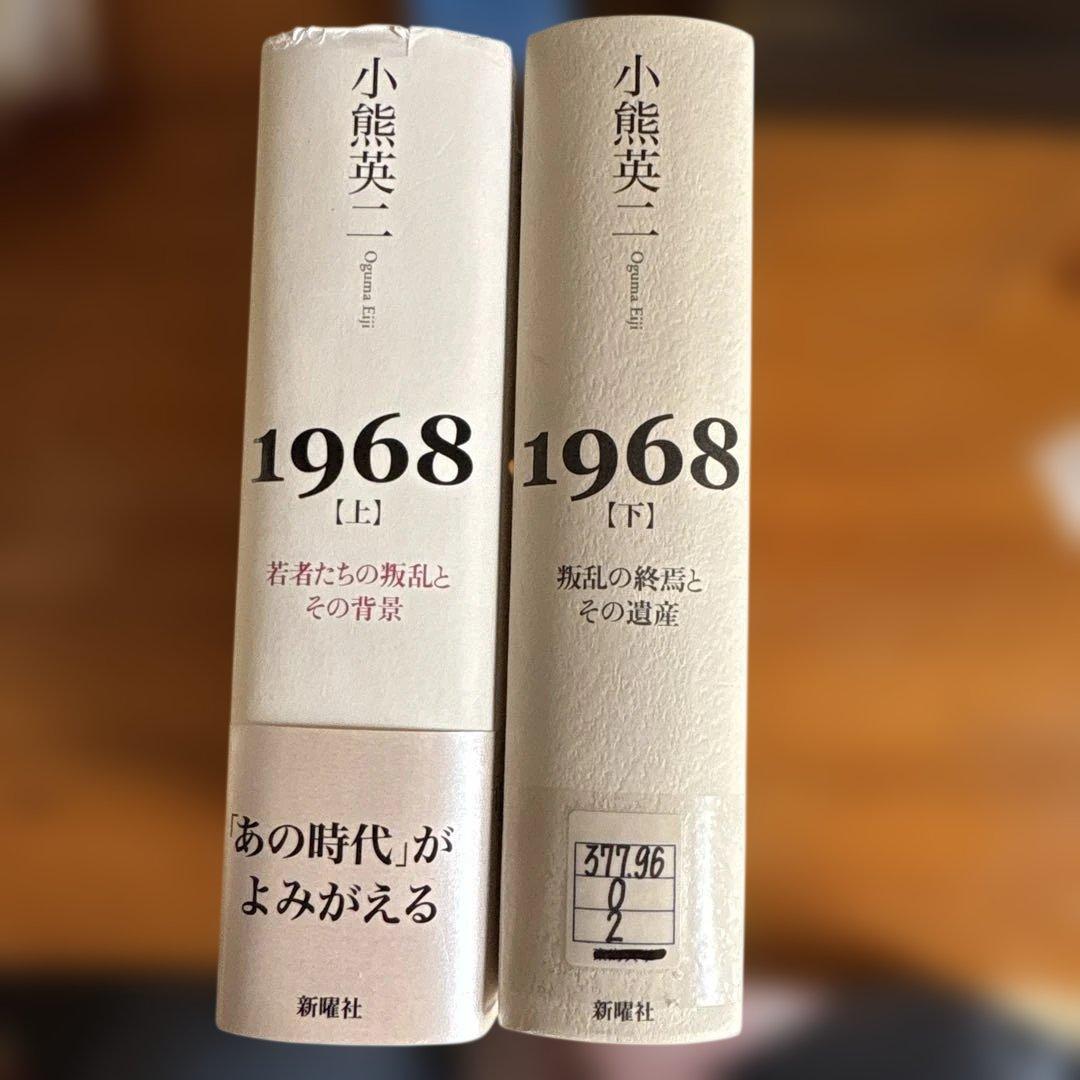 小熊英二
Oguma Eiji
1968
【上】
若者たちの叛乱と
その背景
「あの時代」が
よみがえる
新曜社
小熊英二
Oguma Eiji
1968
【下】
叛乱の終焉と
その遺産
377.96
0
2
新曜社